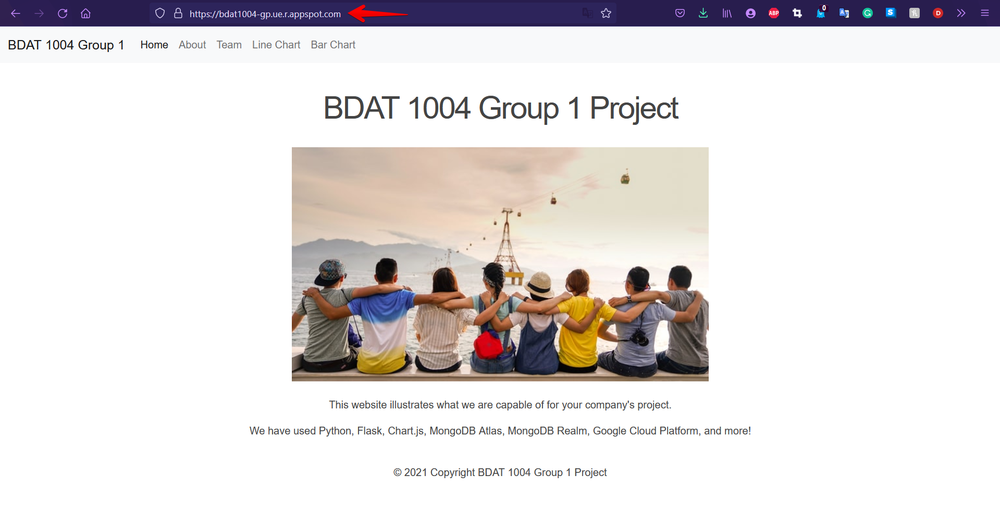 https://bdat1004-gp.ue.r.appspot.com
ABP
0
A
G
S
h
D
BDAT 1004 Group 1 Home About Team Line Chart Bar Chart
BDAT 1004 Group 1 Project
This website illustrates what we are capable of for your company's project.
We have used Python, Flask, Chart.js, MongoDB Atlas, MongoDB Realm, Google Cloud Platform, and more!
© 2021 Copyright BDAT 1004 Group 1 Project